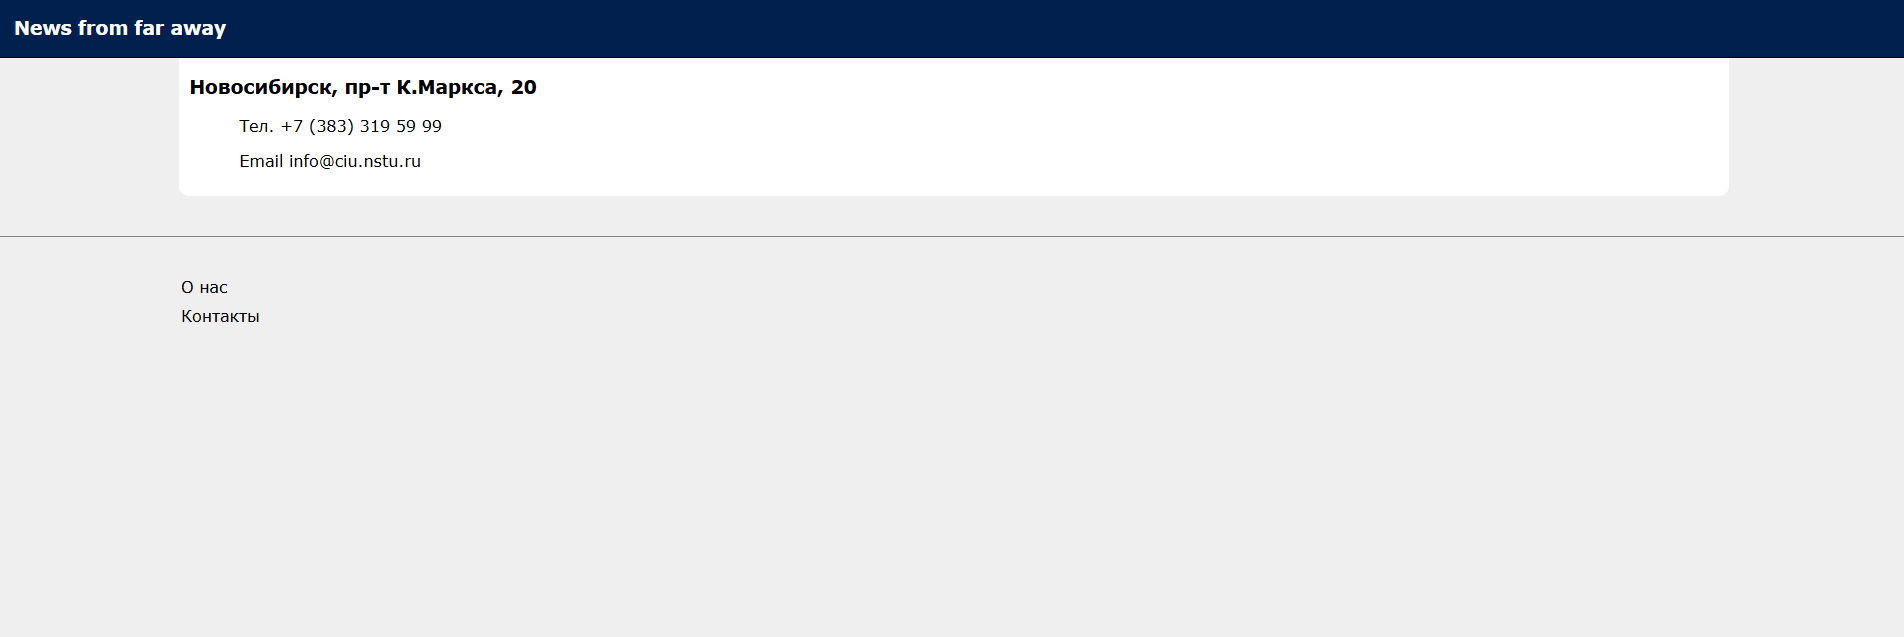 News from far away
Новосибирск, пр-т К.Маркса, 20
Тел. +7 (383) 319 59 99
Email info@ciu.nstu.ru
О нас
Контакты